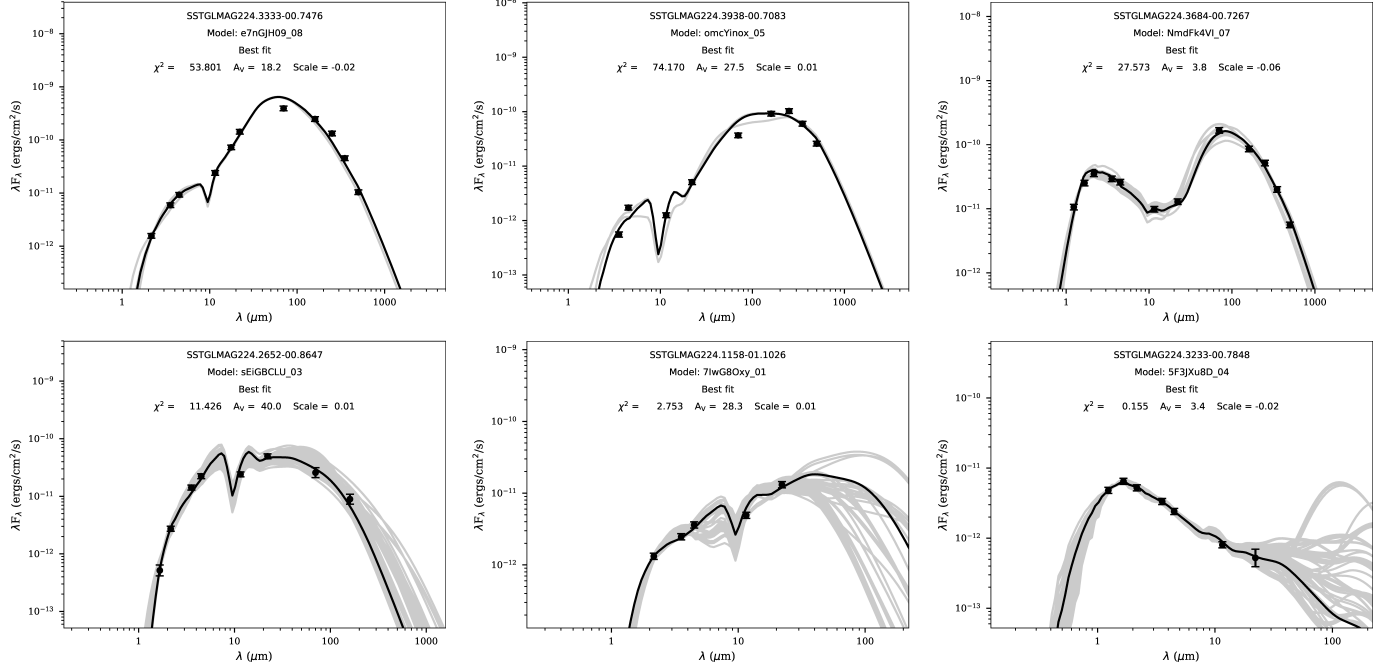 SSTGLMAG224.3333-00.7476
Model: e7nGJH09_08
Best fit
χ² = 53.801 Aᵥ = 18.2 Scale = -0.02
10⁻⁸
10⁻⁹
10⁻¹⁰
10⁻¹¹
10⁻¹²
λF_λ (ergs/cm²/s)
1 10 100 1000
λ (μm)
SSTGLMAG224.3938-00.7083
Model: omcYinox_05
Best fit
χ² = 74.170 Aᵥ = 27.5 Scale = 0.01
10⁻⁸
10⁻⁹
10⁻¹⁰
10⁻¹¹
10⁻¹²
10⁻¹³
λF_λ (ergs/cm²/s)
1 10 100 1000
λ (μm)
SSTGLMAG224.3684-00.7267
Model: NmdFk4VI_07
Best fit
χ² = 27.573 Aᵥ = 3.8 Scale = -0.06
10⁻⁸
10⁻⁹
10⁻¹⁰
10⁻¹¹
10⁻¹²
λF_λ (ergs/cm²/s)
1 10 100 1000
λ (μm)
SSTGLMAG224.2652-00.8647
Model: sEiGBCLU_03
Best fit
χ² = 11.426 Aᵥ = 40.0 Scale = 0.01
10⁻⁹
10⁻¹⁰
10⁻¹¹
10⁻¹²
10⁻¹³
λF_λ (ergs/cm²/s)
1 10 100 1000
λ (μm)
SSTGLMAG224.1158-01.1026
Model: 7IwG8Oxy_01
Best fit
χ² = 2.753 Aᵥ = 28.3 Scale = 0.01
10⁻⁹
10⁻¹⁰
10⁻¹¹
10⁻¹²
10⁻¹³
λF_λ (ergs/cm²/s)
1 10 100
λ (μm)
SSTGLMAG224.3233-00.7848
Model: 5F3JXu8D_04
Best fit
χ² = 0.155 Aᵥ = 3.4 Scale = -0.02
10⁻¹⁰
10⁻¹¹
10⁻¹²
10⁻¹³
λF_λ (ergs/cm²/s)
1 10 100
λ (μm)